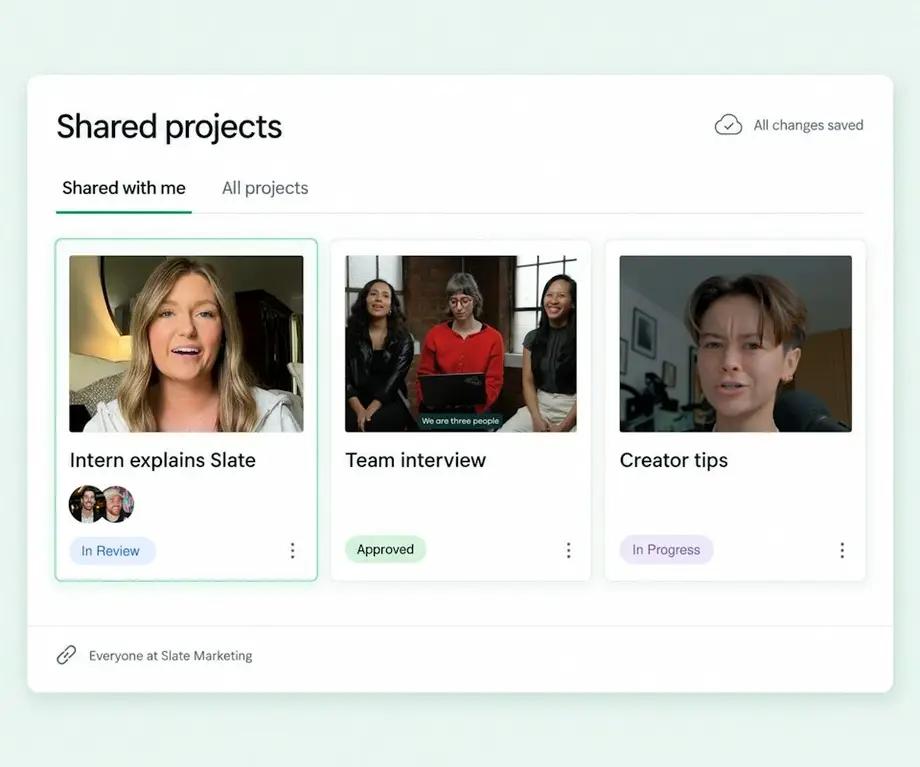 Shared projects
All changes saved
Shared with me
All projects
We are three people
Intern explains Slate
Team interview
Creator tips
In Review
Approved
In Progress
Everyone at Slate Marketing